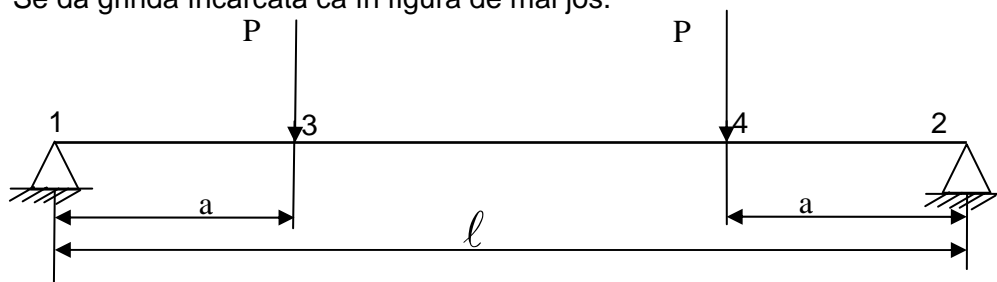 Se dă grinda încărcată ca în figura de mai jos:
P P
1 3 4 2
a a
ℓ